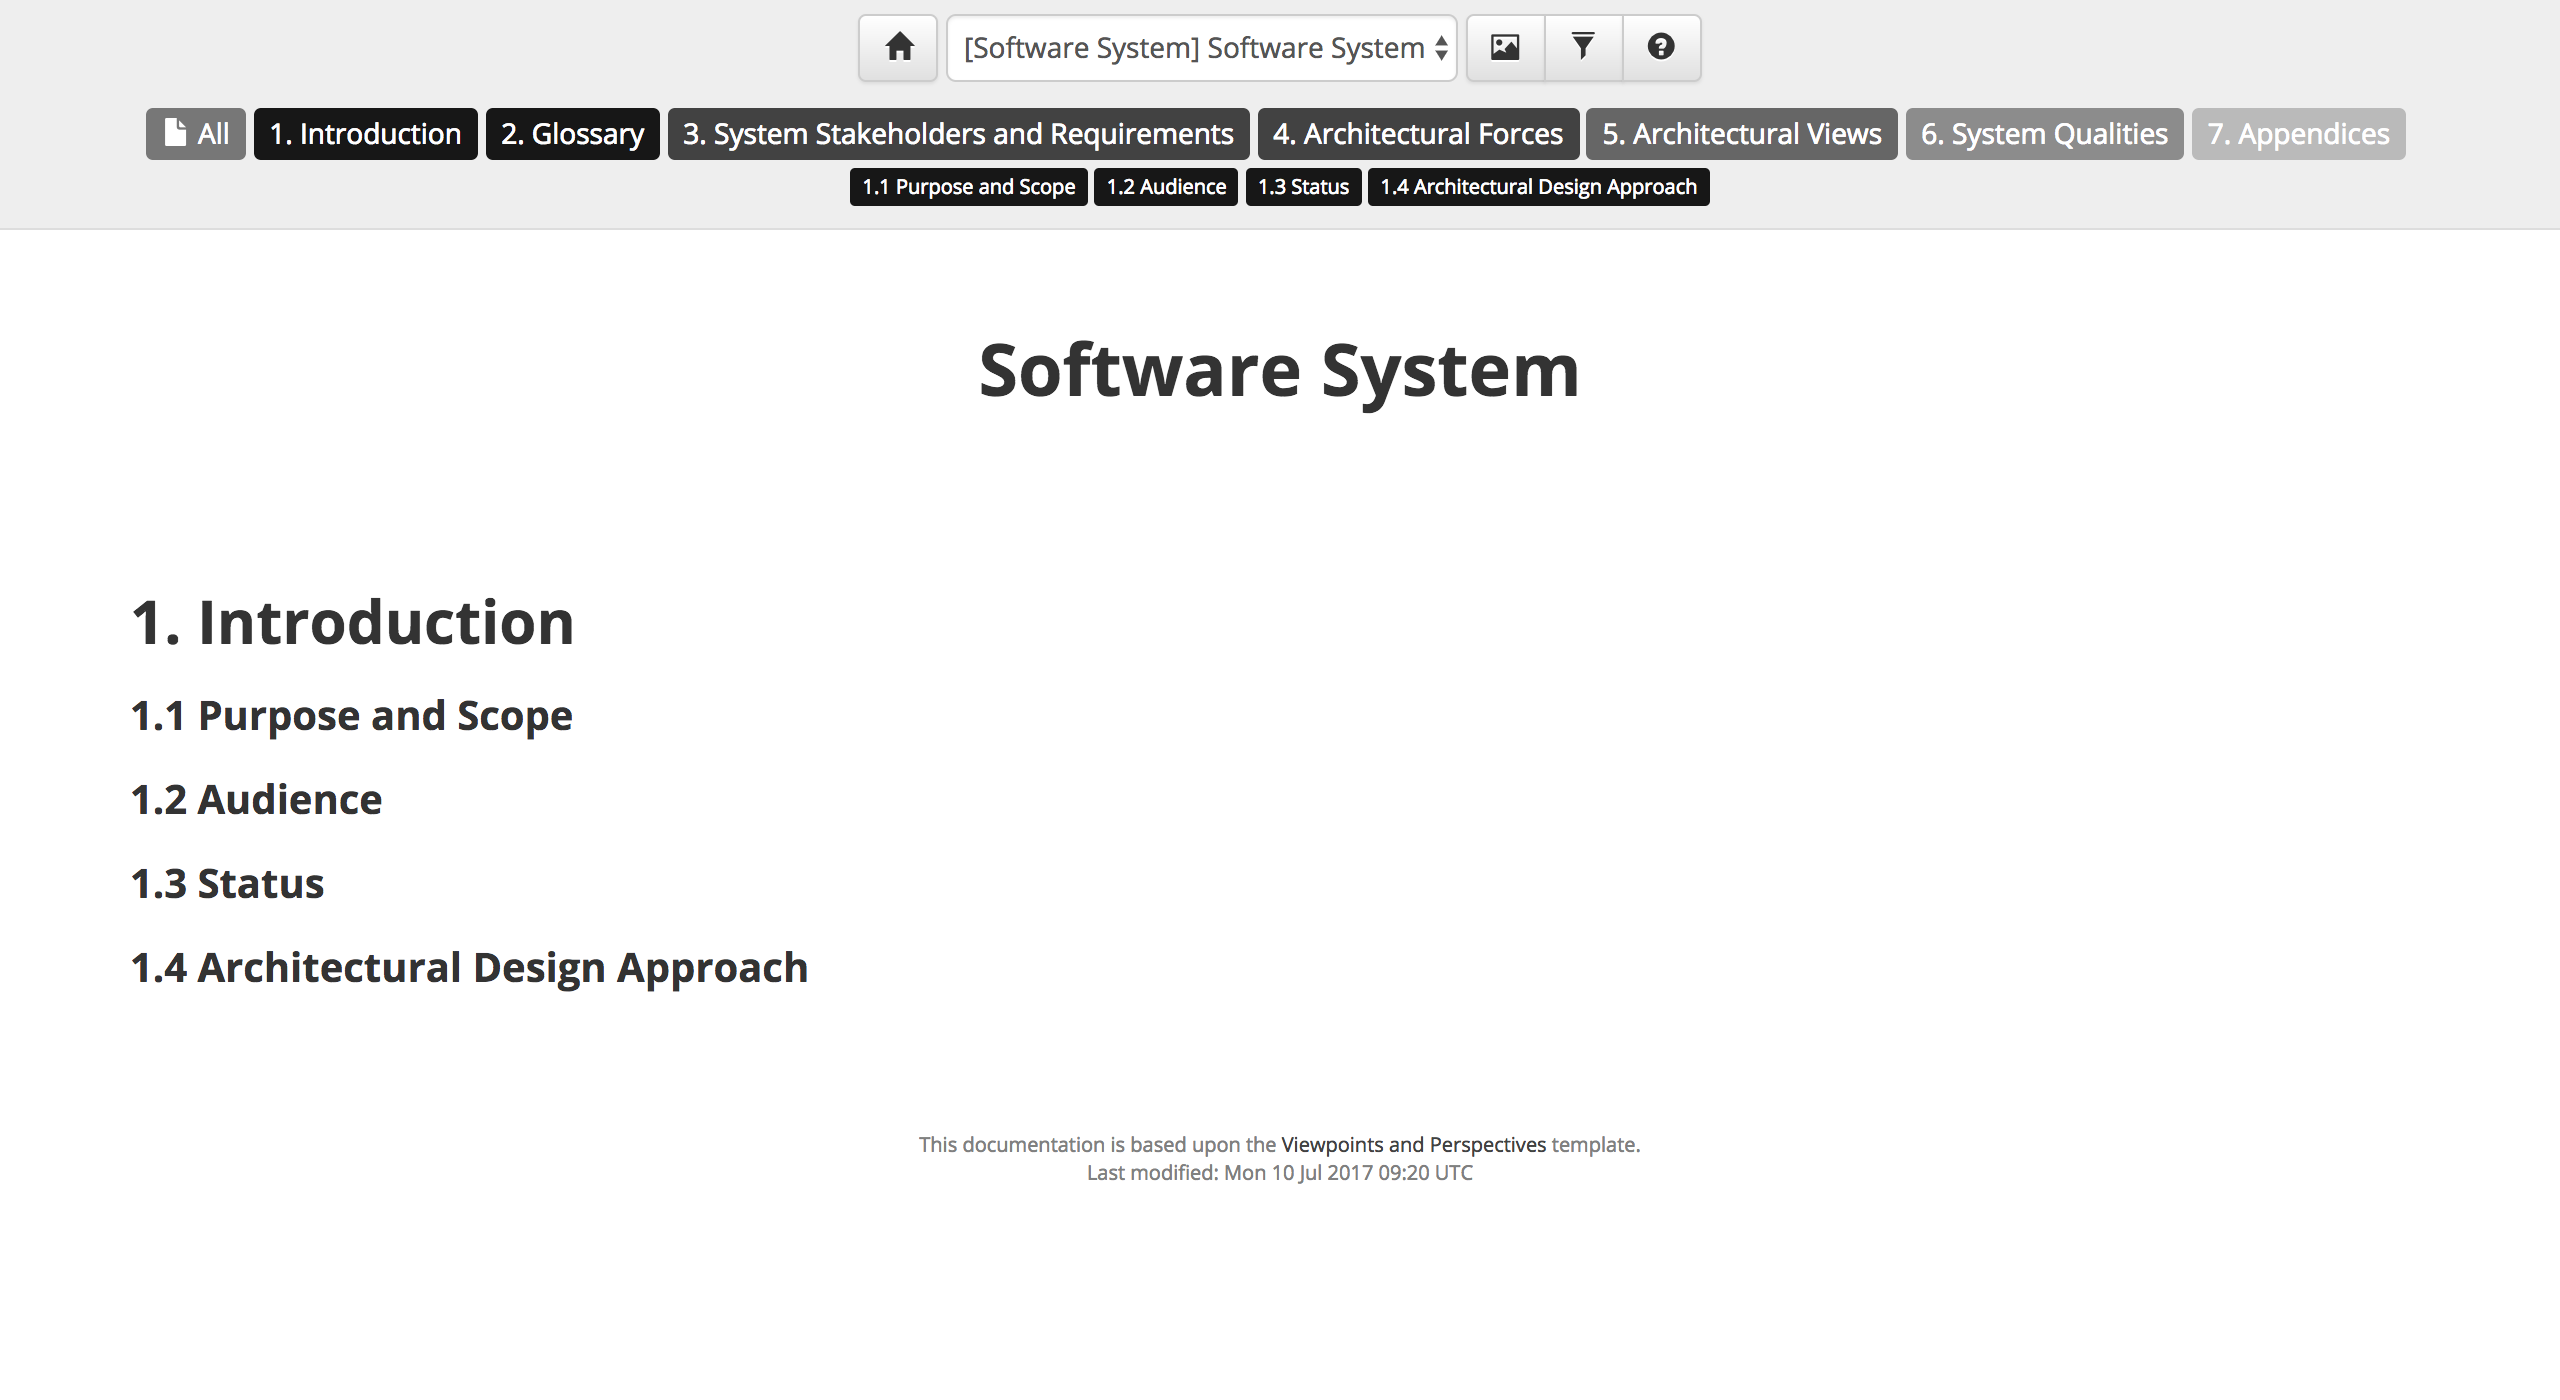 [Software System] Software System
All 1. Introduction 2. Glossary 3. System Stakeholders and Requirements 4. Architectural Forces 5. Architectural Views 6. System Qualities 7. Appendices
1.1 Purpose and Scope 1.2 Audience 1.3 Status 1.4 Architectural Design Approach
Software System
1. Introduction
1.1 Purpose and Scope
1.2 Audience
1.3 Status
1.4 Architectural Design Approach
This documentation is based upon the Viewpoints and Perspectives template.
Last modified: Mon 10 Jul 2017 09:20 UTC